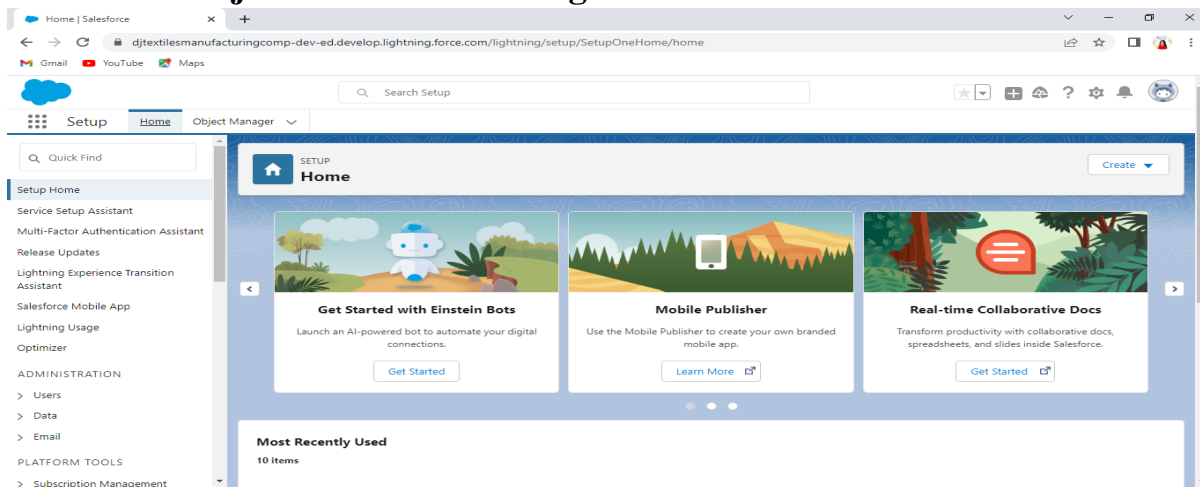 Home | Salesforce
djtextilesmanufacturingcomp-dev-ed.develop.lightning.force.com/lightning/setup/SetupOneHome/home
Gmail YouTube Maps
Search Setup
Setup Home Object Manager
Quick Find
Setup Home
Service Setup Assistant
Multi-Factor Authentication Assistant
Release Updates
Lightning Experience Transition
Assistant
Salesforce Mobile App
Lightning Usage
Optimizer
ADMINISTRATION
Users
Data
Email
PLATFORM TOOLS
Subscription Management
SETUP
Home
Create
Get Started with Einstein Bots
Launch an AI-powered bot to automate your digital
connections.
Get Started
Mobile Publisher
Use the Mobile Publisher to create your own branded
mobile app.
Learn More
Real-time Collaborative Docs
Transform productivity with collaborative docs,
spreadsheets, and slides inside Salesforce.
Get Started
Most Recently Used
10 items